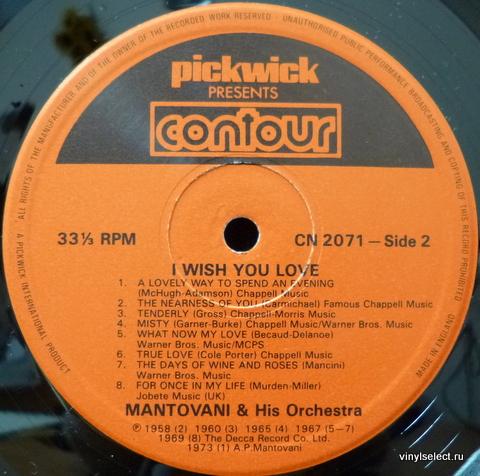 ALL RIGHTS OF THE MANUFACTURER AND OF THE OWNER OF THE RECORDED WORK RESERVED - UNAUTHORISED PUBLIC PERFORMANCE BROADCASTING AND COPYING OF THIS RECORD PROHIBITED
pickwick
PRESENTS
contour
33⅓ RPM
CN 2071 — Side 2
I WISH YOU LOVE
1. A LOVELY WAY TO SPEND AN EVENING
(McHugh-Adamson) Chappell Music
2. THE NEARNESS OF YOU (Carmichael) Famous Chappell Music
3. TENDERLY (Gross) Chappell-Morris Music
4. MISTY (Garner-Burke) Chappell Music/Warner Bros. Music
5. WHAT NOW MY LOVE (Becaud-Delanoe)
Warner Bros. Music/MCPS
6. TRUE LOVE (Cole Porter) Chappell Music
7. THE DAYS OF WINE AND ROSES (Mancini)
Warner Bros. Music
8. FOR ONCE IN MY LIFE (Murden-Miller)
Jobete Music (UK)
MANTOVANI & His Orchestra
℗ 1958 (2) 1960 (3) 1965 (4) 1967 (5–7)
1969 (8) The Decca Record Co. Ltd.
1973 (1) A.P.Mantovani
A PICKWICK INTERNATIONAL PRODUCT
MADE IN ENGLAND
vinylselect.ru